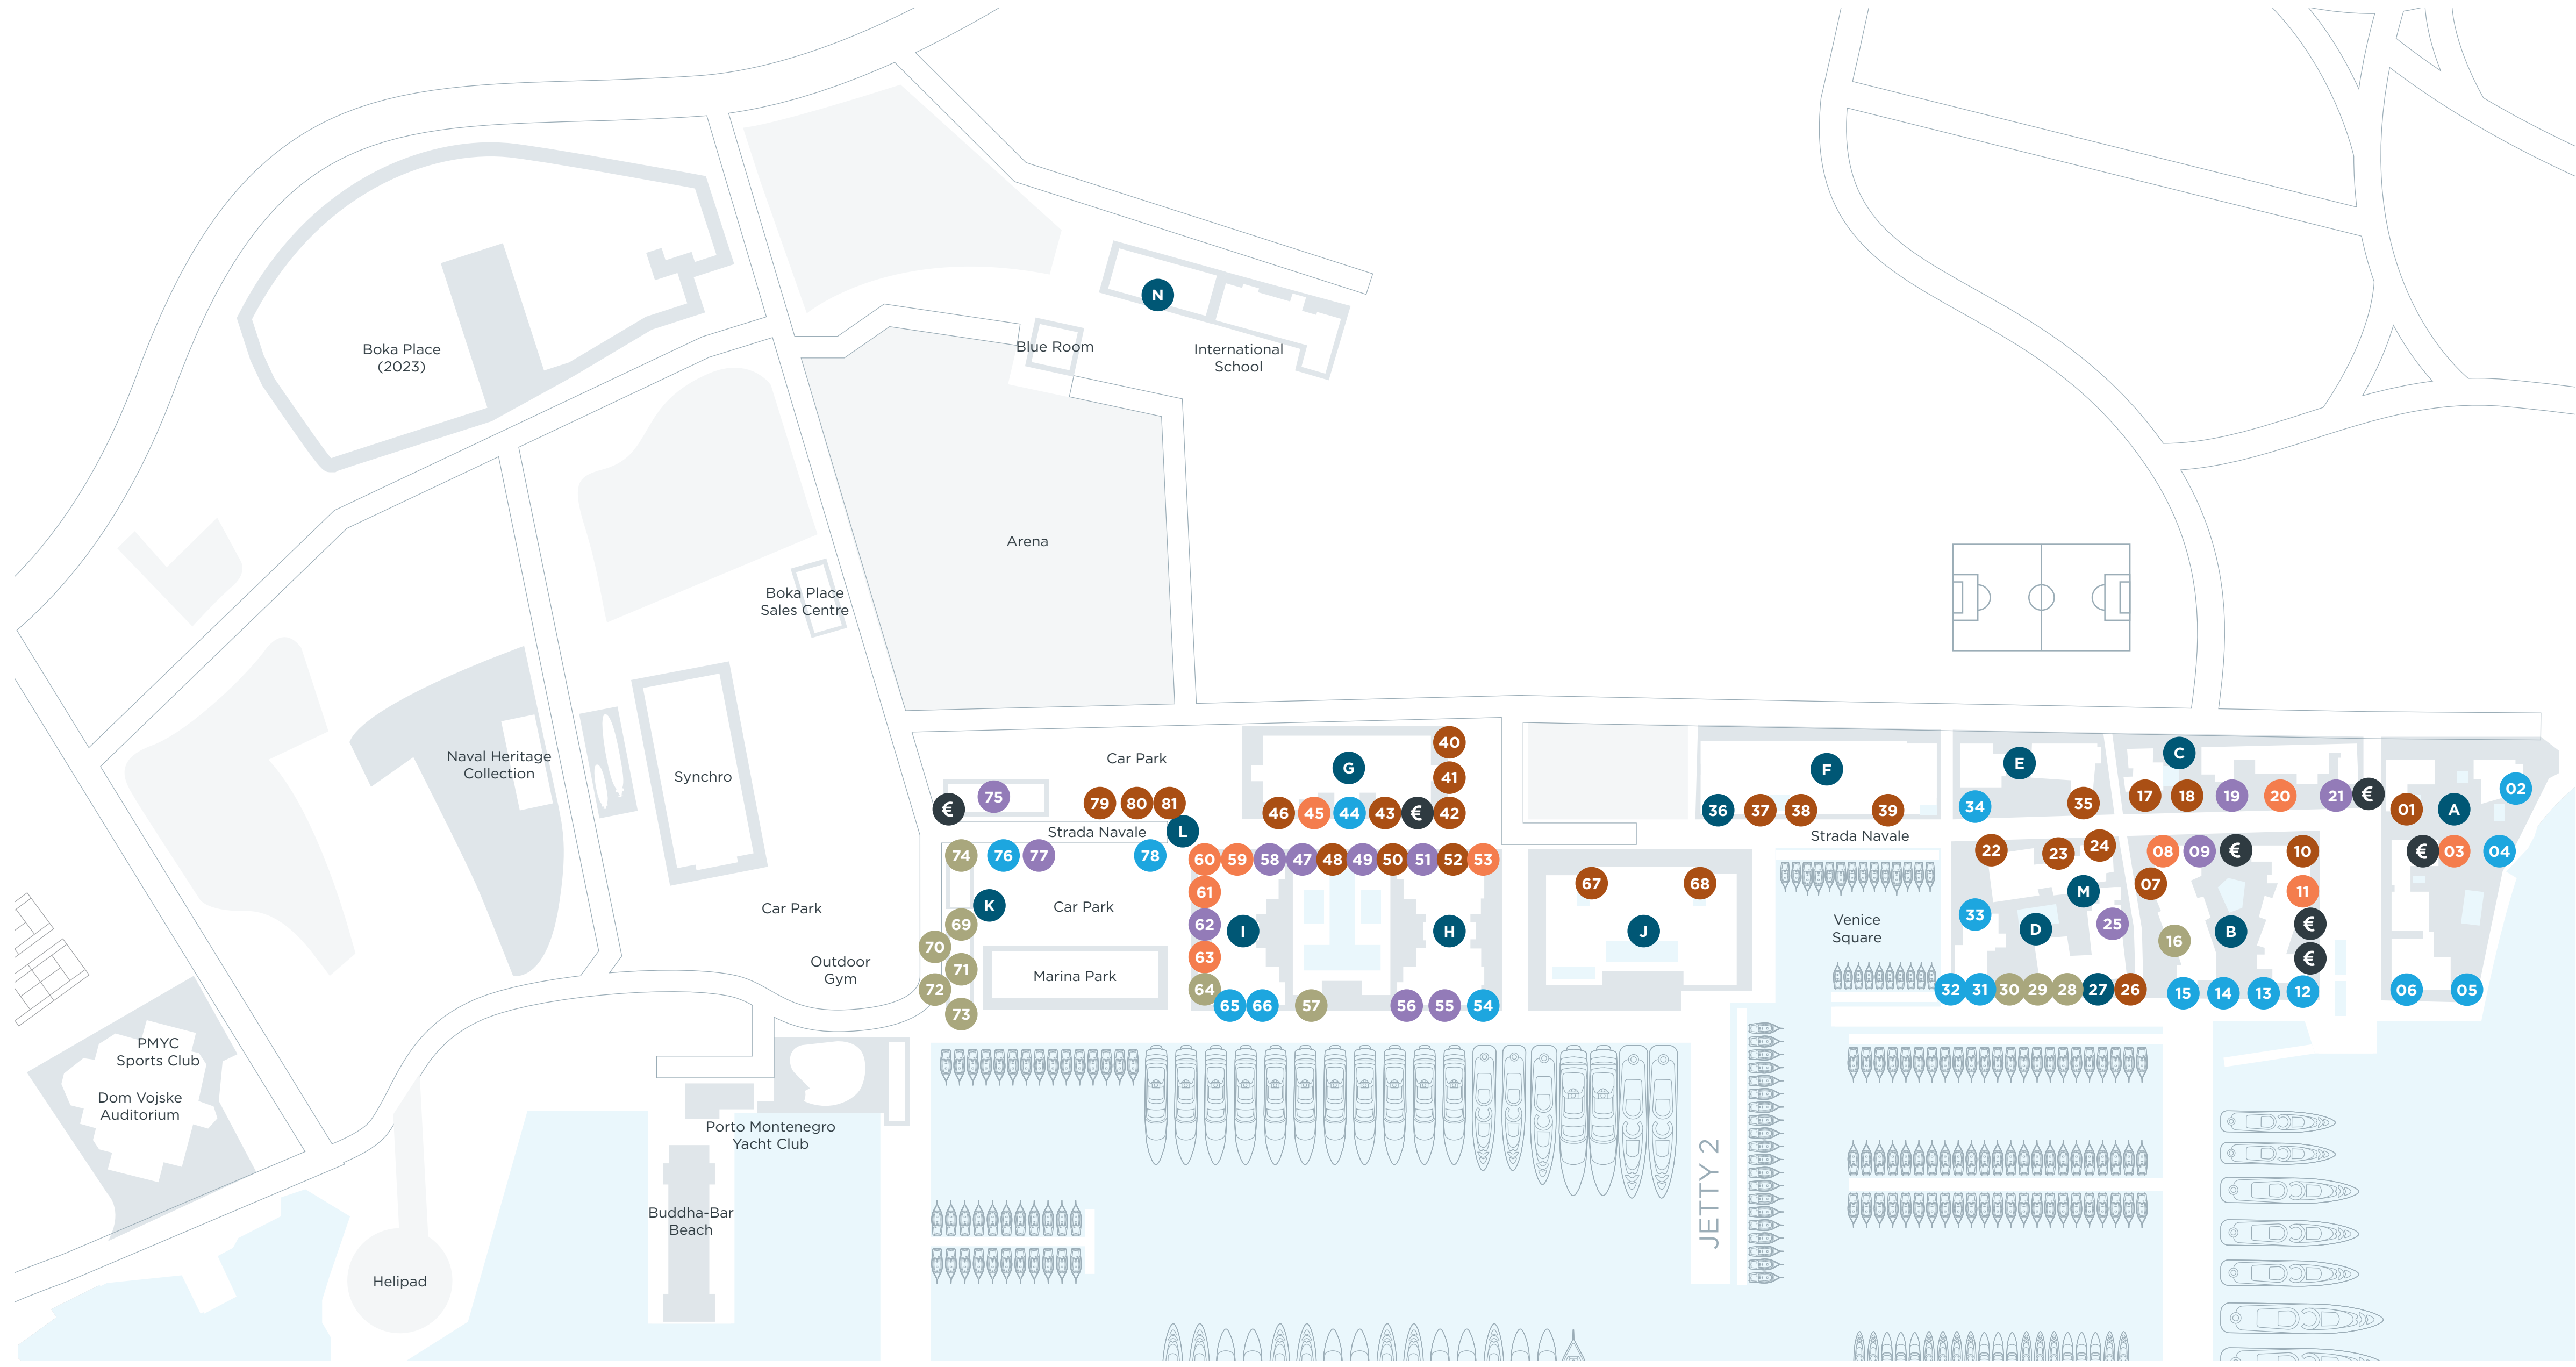 N
Boka Place
(2023)
Blue Room
International
School
Arena
Boka Place
Sales Centre
Naval Heritage
Collection
Synchro
Car Park
40
G
F
E
C
41
€
75
79 80 81
46 45 44 43 € 42
36 37 38 39
34 35
17 18 19 20 21 €
01 A 02
Strada Navale L
Strada Navale
74 76 77 78
60 59 58 47 48 49 50 51 52 53
22 23 24
08 09 € 10
€ 03 04
67 68
07
61
M
11
K
Car Park
Car Park
69
62
I
H
J
Venice
Square
33
D
25
16
B
€
70
71
63
€
Outdoor
Gym
Marina Park
72
73
64
65 66 57 56 55 54
32 31 30 29 28 27 26
15 14 13 12
06 05
PMYC
Sports Club
Dom Vojske
Auditorium
Porto Montenegro
Yacht Club
JETTY 2
Buddha-Bar
Beach
Helipad